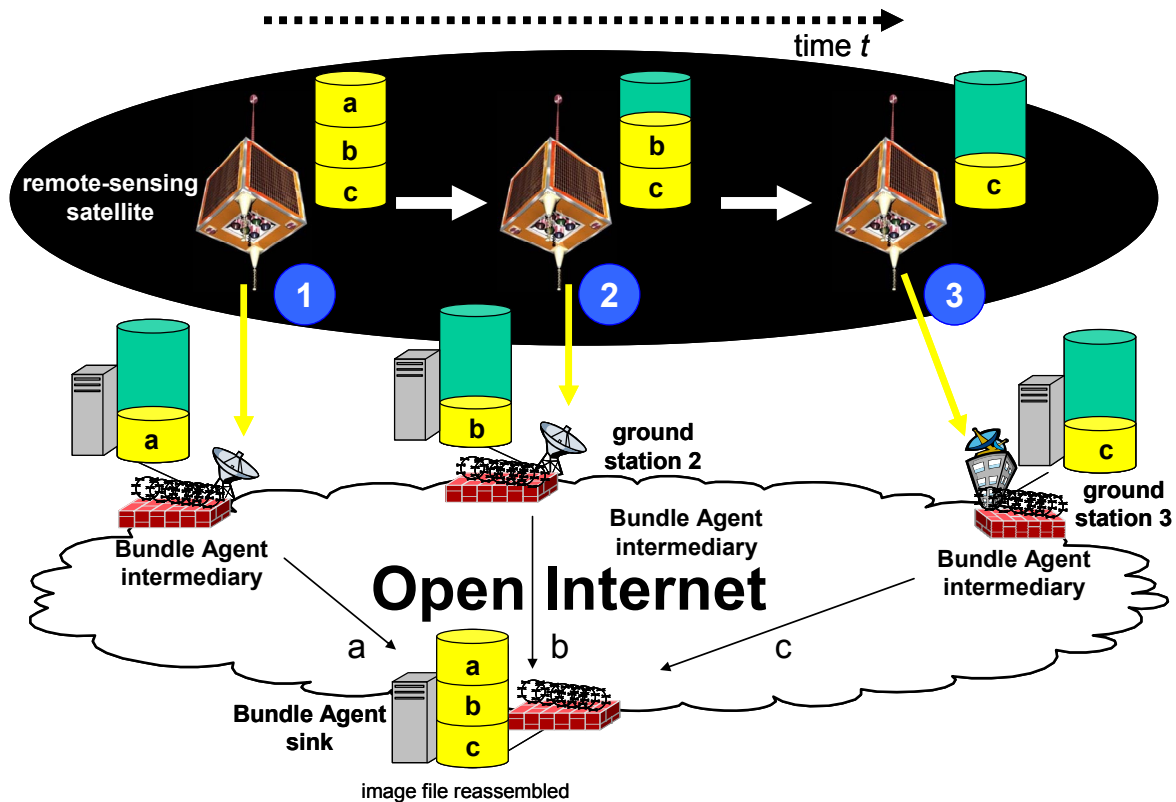 time t
a
b
c
b
c
c
remote-sensing
satellite
1
2
3
a
b
c
ground
station 2
ground
station 3
Bundle Agent
intermediary
Bundle Agent
intermediary
Bundle Agent
intermediary
Open Internet
a
b
c
a
b
c
Bundle Agent
sink
image file reassembled